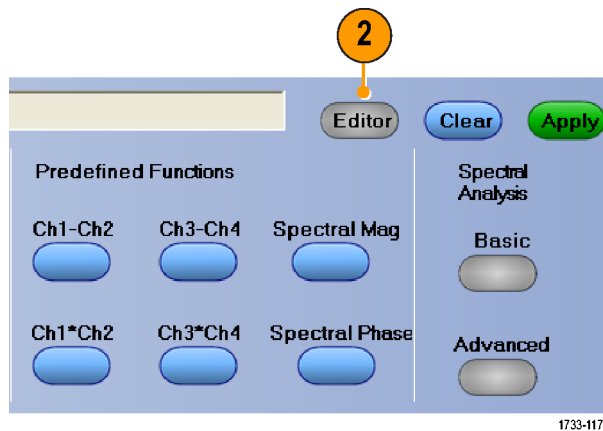 2
Editor Clear Apply
Predefined Functions
Spectral
Analysis
Ch1-Ch2 Ch3-Ch4 Spectral Mag
Basic
Ch1*Ch2 Ch3*Ch4 Spectral Phase
Advanced
1733-117